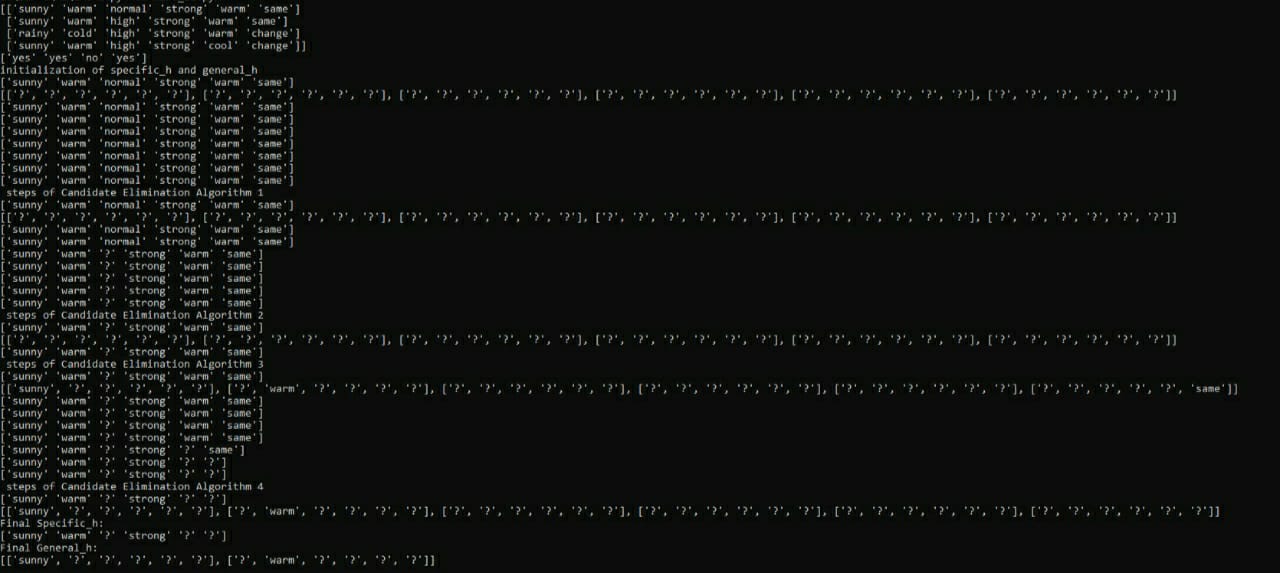 [['sunny' 'warm' 'normal' 'strong' 'warm' 'same']
 ['sunny' 'warm' 'high' 'strong' 'warm' 'same']
 ['rainy' 'cold' 'high' 'strong' 'warm' 'change']
 ['sunny' 'warm' 'high' 'strong' 'cool' 'change']]
['yes' 'yes' 'no' 'yes']
initialization of specific_h and general_h
['sunny' 'warm' 'normal' 'strong' 'warm' 'same']
[['?', '?', '?', '?', '?', '?'], ['?', '?', '?', '?', '?', '?'], ['?', '?', '?', '?', '?', '?'], ['?', '?', '?', '?', '?', '?'], ['?', '?', '?', '?', '?', '?'], ['?', '?', '?', '?', '?', '?']]
['sunny' 'warm' 'normal' 'strong' 'warm' 'same']
['sunny' 'warm' 'normal' 'strong' 'warm' 'same']
['sunny' 'warm' 'normal' 'strong' 'warm' 'same']
['sunny' 'warm' 'normal' 'strong' 'warm' 'same']
['sunny' 'warm' 'normal' 'strong' 'warm' 'same']
['sunny' 'warm' 'normal' 'strong' 'warm' 'same']
['sunny' 'warm' 'normal' 'strong' 'warm' 'same']
 steps of Candidate Elimination Algorithm 1
['sunny' 'warm' 'normal' 'strong' 'warm' 'same']
[['?', '?', '?', '?', '?', '?'], ['?', '?', '?', '?', '?', '?'], ['?', '?', '?', '?', '?', '?'], ['?', '?', '?', '?', '?', '?'], ['?', '?', '?', '?', '?', '?'], ['?', '?', '?', '?', '?', '?']]
['sunny' 'warm' 'normal' 'strong' 'warm' 'same']
['sunny' 'warm' 'normal' 'strong' 'warm' 'same']
['sunny' 'warm' '?' 'strong' 'warm' 'same']
['sunny' 'warm' '?' 'strong' 'warm' 'same']
['sunny' 'warm' '?' 'strong' 'warm' 'same']
['sunny' 'warm' '?' 'strong' 'warm' 'same']
['sunny' 'warm' '?' 'strong' 'warm' 'same']
 steps of Candidate Elimination Algorithm 2
['sunny' 'warm' '?' 'strong' 'warm' 'same']
[['?', '?', '?', '?', '?', '?'], ['?', '?', '?', '?', '?', '?'], ['?', '?', '?', '?', '?', '?'], ['?', '?', '?', '?', '?', '?'], ['?', '?', '?', '?', '?', '?'], ['?', '?', '?', '?', '?', '?']]
['sunny' 'warm' '?' 'strong' 'warm' 'same']
 steps of Candidate Elimination Algorithm 3
['sunny' 'warm' '?' 'strong' 'warm' 'same']
[['sunny', '?', '?', '?', '?', '?'], ['?', 'warm', '?', '?', '?', '?'], ['?', '?', '?', '?', '?', '?'], ['?', '?', '?', '?', '?', '?'], ['?', '?', '?', '?', '?', '?'], ['?', '?', '?', '?', '?', 'same']]
['sunny' 'warm' '?' 'strong' 'warm' 'same']
['sunny' 'warm' '?' 'strong' 'warm' 'same']
['sunny' 'warm' '?' 'strong' 'warm' 'same']
['sunny' 'warm' '?' 'strong' 'warm' 'same']
['sunny' 'warm' '?' 'strong' '?' 'same']
['sunny' 'warm' '?' 'strong' '?' '?']
['sunny' 'warm' '?' 'strong' '?' '?']
 steps of Candidate Elimination Algorithm 4
['sunny' 'warm' '?' 'strong' '?' '?']
[['sunny', '?', '?', '?', '?', '?'], ['?', 'warm', '?', '?', '?', '?'], ['?', '?', '?', '?', '?', '?'], ['?', '?', '?', '?', '?', '?'], ['?', '?', '?', '?', '?', '?'], ['?', '?', '?', '?', '?', '?']]
Final Specific_h:
['sunny' 'warm' '?' 'strong' '?' '?']
Final General_h:
[['sunny', '?', '?', '?', '?', '?'], ['?', 'warm', '?', '?', '?', '?']]